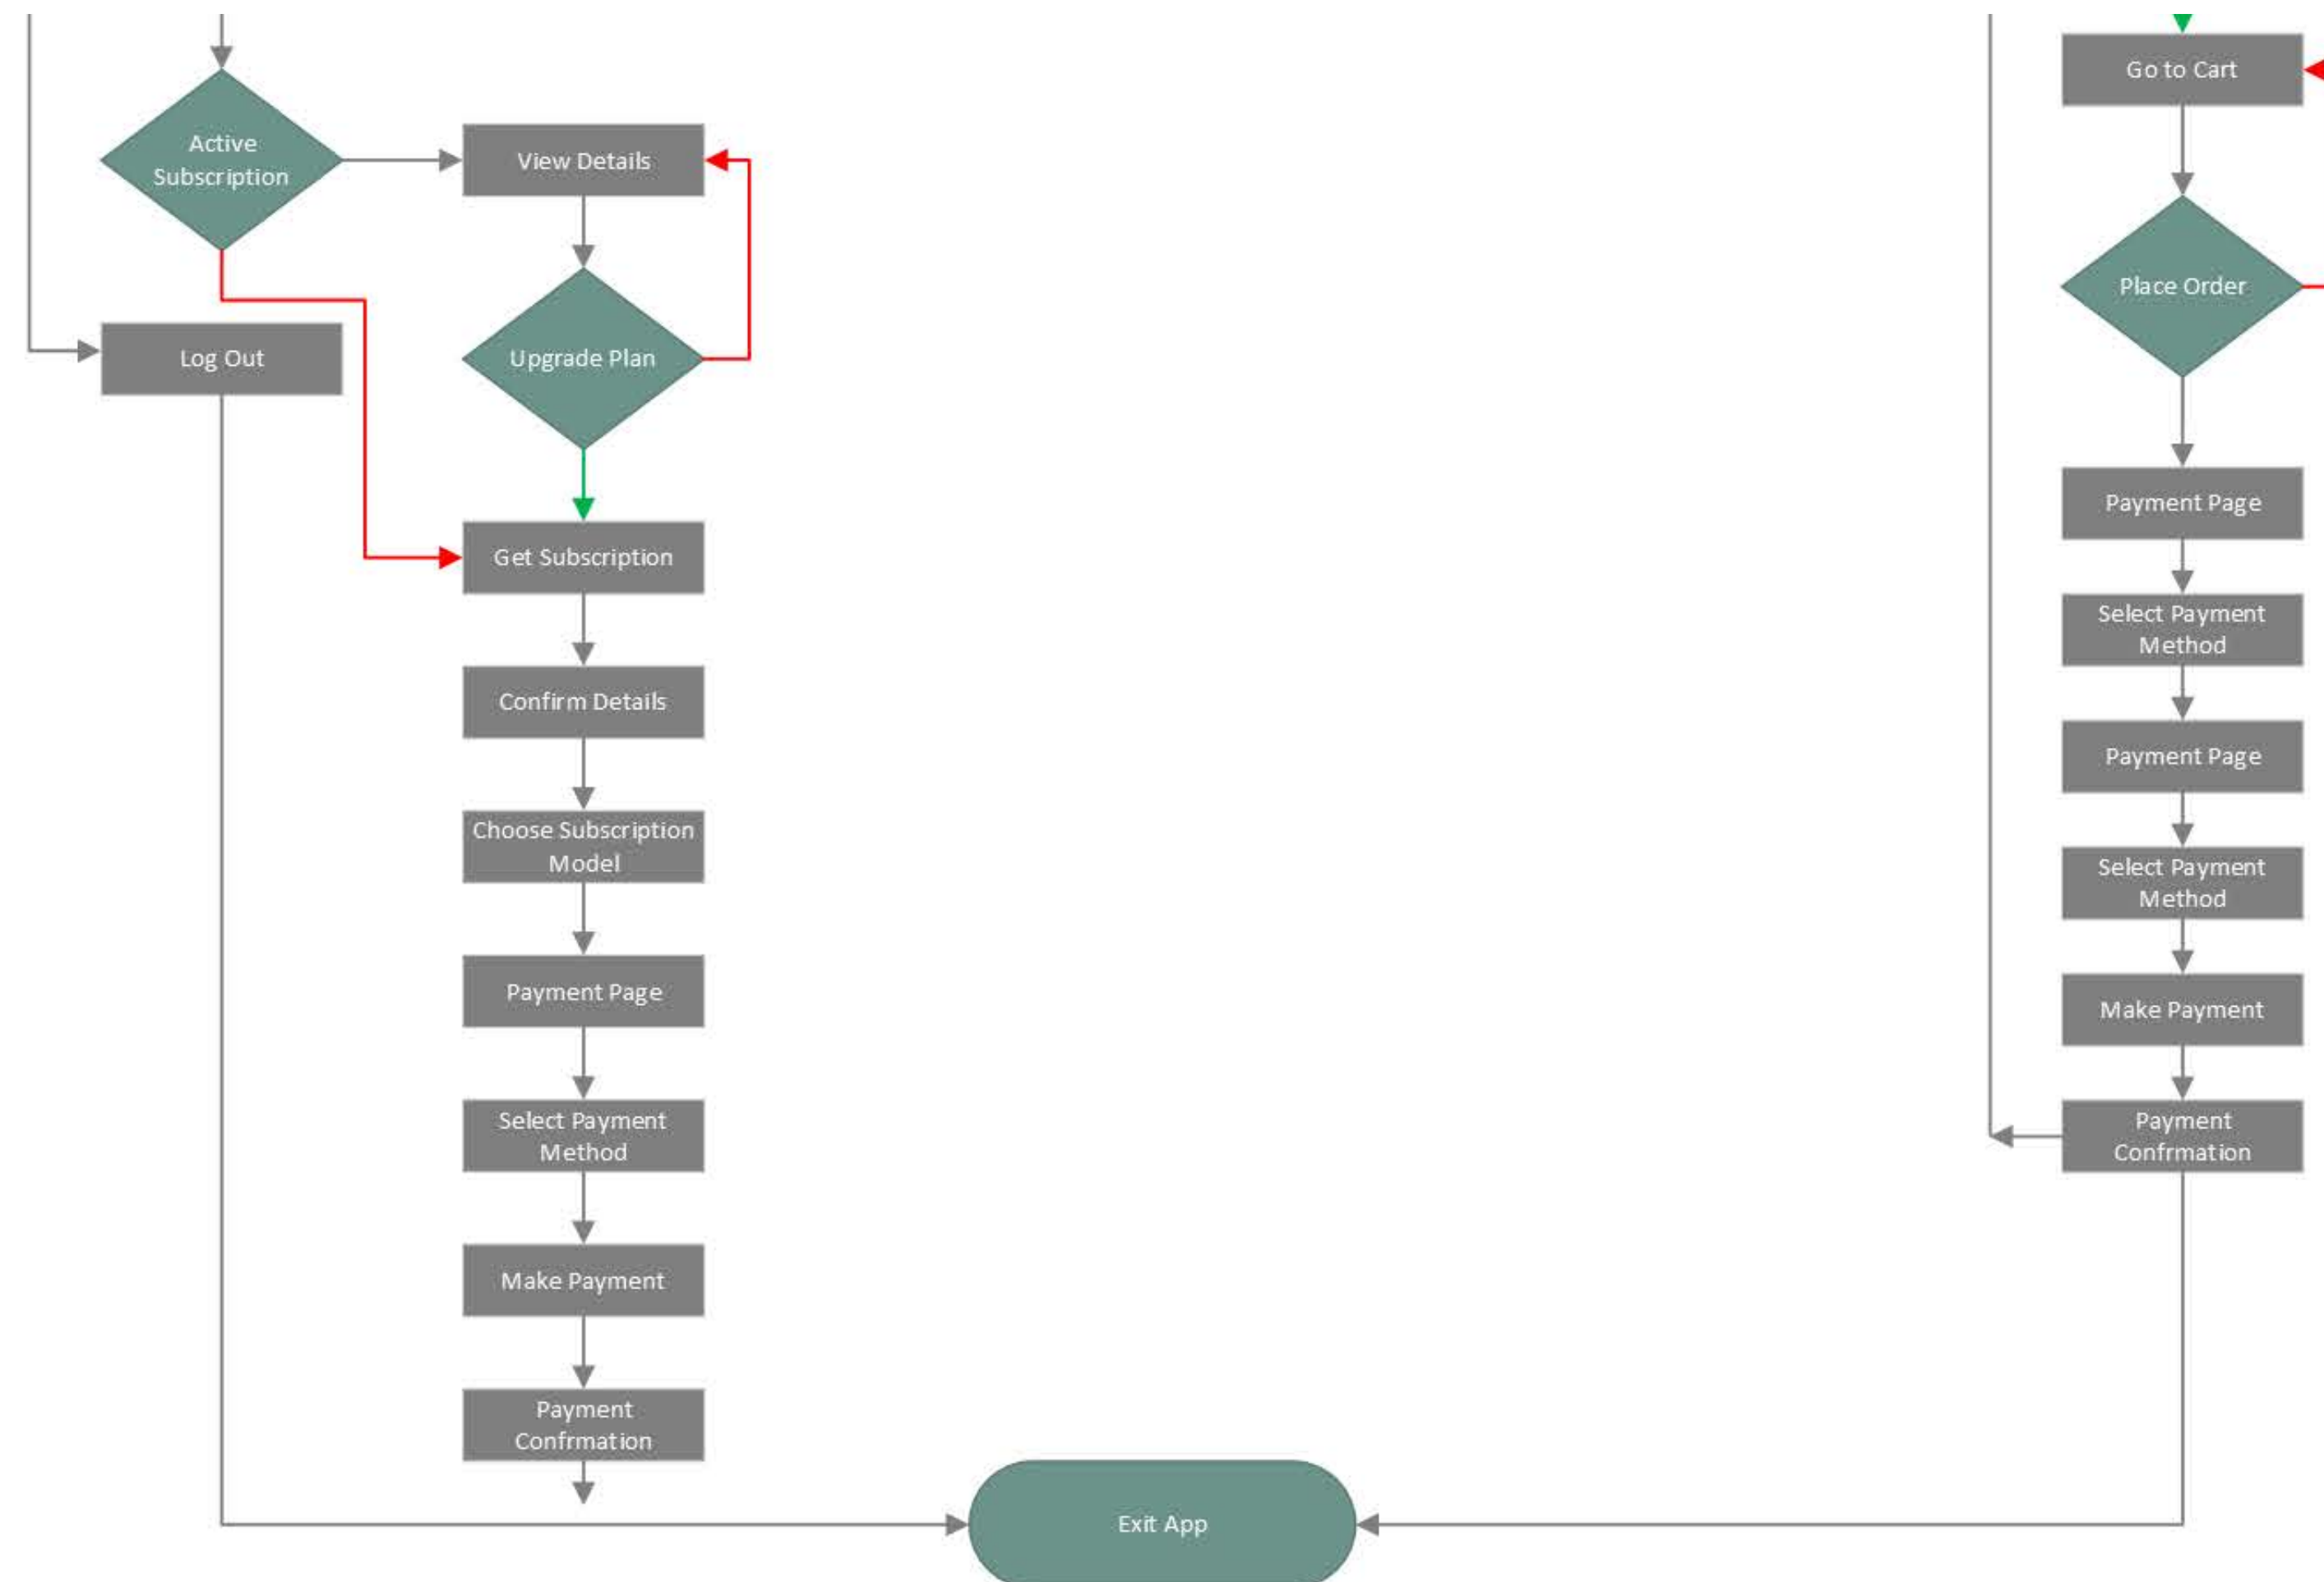 Active
Subscription
View Details
Upgrade Plan
Log Out
Get Subscription
Confirm Details
Choose Subscription
Model
Payment Page
Select Payment
Method
Make Payment
Payment
Confrmation
Exit App
Go to Cart
Place Order
Payment Page
Select Payment
Method
Payment Page
Select Payment
Method
Make Payment
Payment
Confrmation